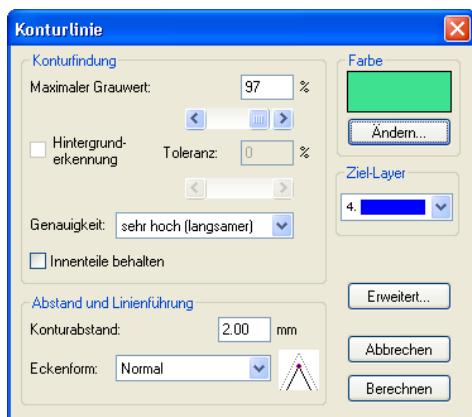 Konturlinie
Konturfindung
Maximaler Grauwert:
97
%
Hintergrund-
erkennung
Toleranz:
0
%
Genauigkeit:
sehr hoch (langsamer)
Innenteile behalten
Abstand und Linienführung
Konturabstand:
2.00
mm
Eckenform:
Normal
Farbe
Ändern...
Ziel-Layer
4.
Erweitert...
Abbrechen
Berechnen